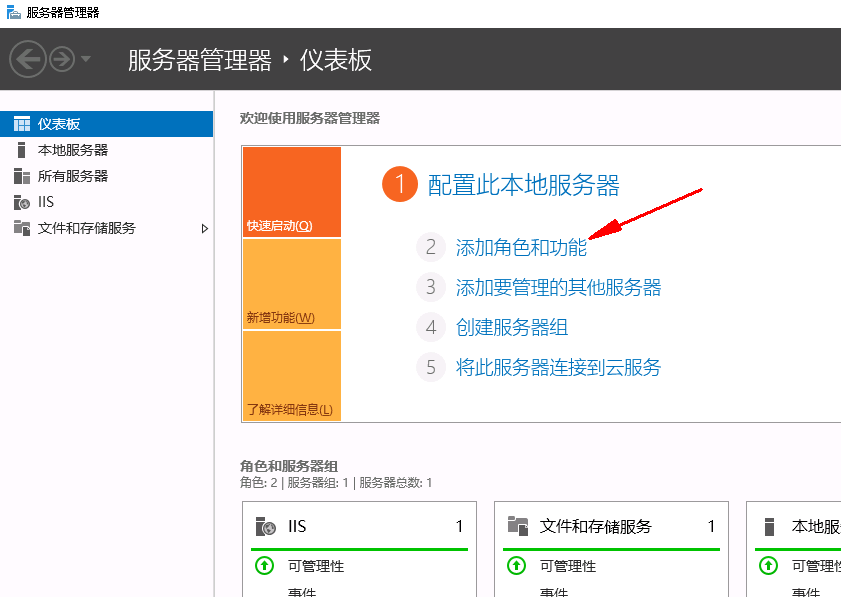 服务器管理器
服务器管理器 ‣ 仪表板
仪表板
本地服务器
所有服务器
IIS
文件和存储服务
欢迎使用服务器管理器
快速启动(Q)
新增功能(W)
了解详细信息(L)
1 配置此本地服务器
2 添加角色和功能
3 添加要管理的其他服务器
4 创建服务器组
5 将此服务器连接到云服务
角色和服务器组
角色: 2 | 服务器组: 1 | 服务器总数: 1
IIS 1
可管理性
事件
文件和存储服务 1
可管理性
事件
本地服
可管理性
事件